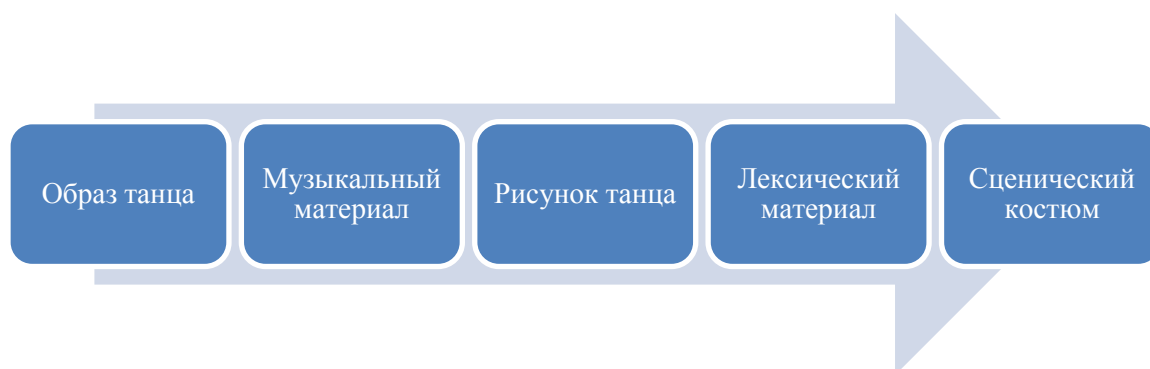 Образ танца
Музыкальный
материал
Рисунок танца
Лексический
материал
Сценический
костюм